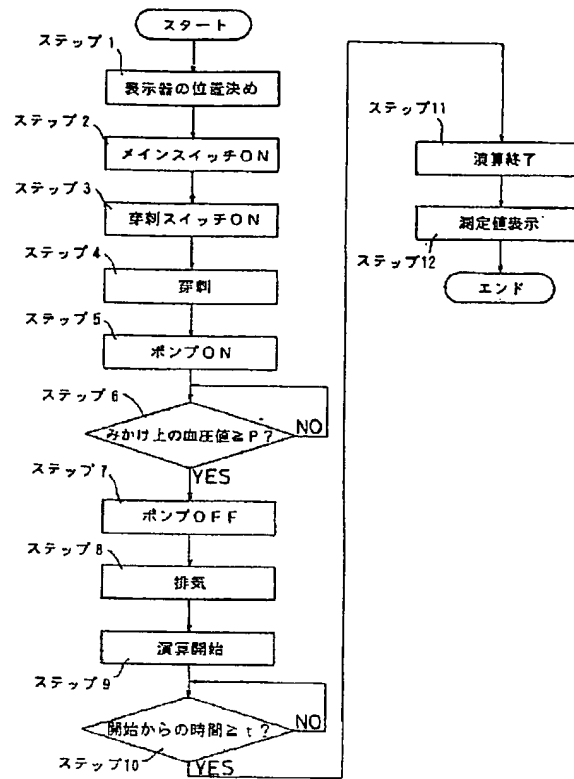 スタート
ステップ1
表示器の位置決め
ステップ2
メインスイッチON
ステップ3
穿刺スイッチON
ステップ4
穿刺
ステップ5
ポンプON
ステップ6
みかけ上の血圧値≧P?
NO
YES
ステップ7
ポンプOFF
ステップ8
排気
演算開始
ステップ9
開始からの時間≧t?
NO
ステップ10
YES
ステップ11
演算終了
測定値表示
ステップ12
エンド